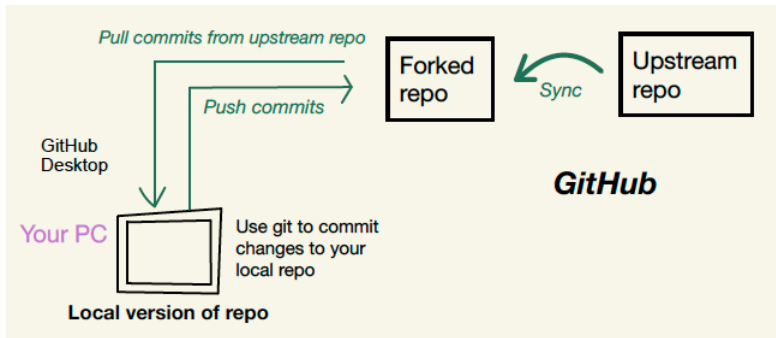 Pull commits from upstream repo
Forked
repo
Upstream
repo
Sync
Push commits
GitHub
Desktop
GitHub
Your PC
Use git to commit
changes to your
local repo
Local version of repo